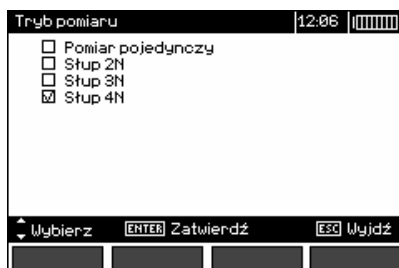 Tryb pomiaru 12:06
Pomiar pojedynczy
Słup 2N
Słup 3N
Słup 4N
Wybierz ENTER Zatwierdź ESC Wyjdź